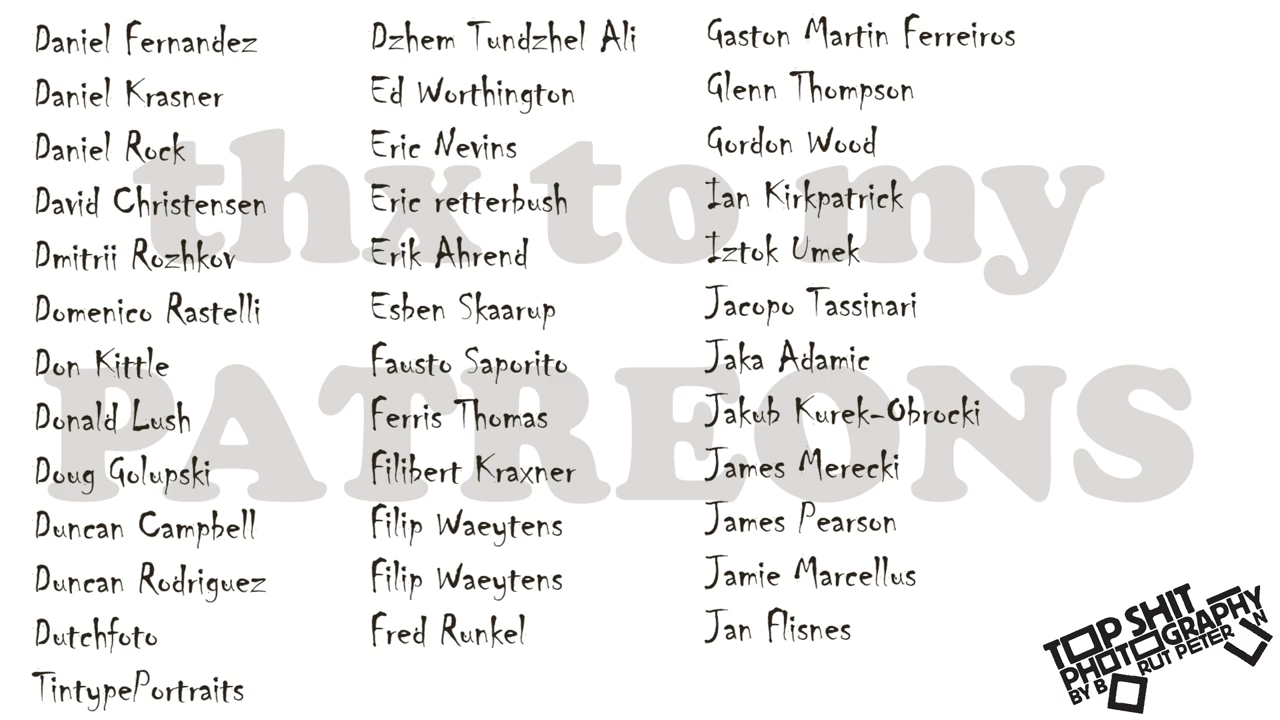 Daniel Fernandez
Daniel Krasner
Daniel Rock
David Christensen
Dmitrii Rozhkov
Domenico Rastelli
Don Kittle
Donald Lush
Doug Golupski
Duncan Campbell
Duncan Rodriguez
Dutchfoto
TintypePortraits
Dzhem Tundzhel Ali
Ed Worthington
Eric Nevins
Eric retterbush
Erik Ahrend
Esben Skaarup
Fausto Saporito
Ferris Thomas
Filibert Kraxner
Filip Waeytens
Filip Waeytens
Fred Runkel
Gaston Martin Ferreiros
Glenn Thompson
Gordon Wood
Ian Kirkpatrick
Iztok Umek
Jacopo Tassinari
Jaka Adamic
Jakub Kurek-Obrocki
James Merecki
James Pearson
Jamie Marcellus
Jan Flisnes
thx to my
PATREONS
TOP SHIT
PHOTOGRAPHY
BY BORUT PETERLIN